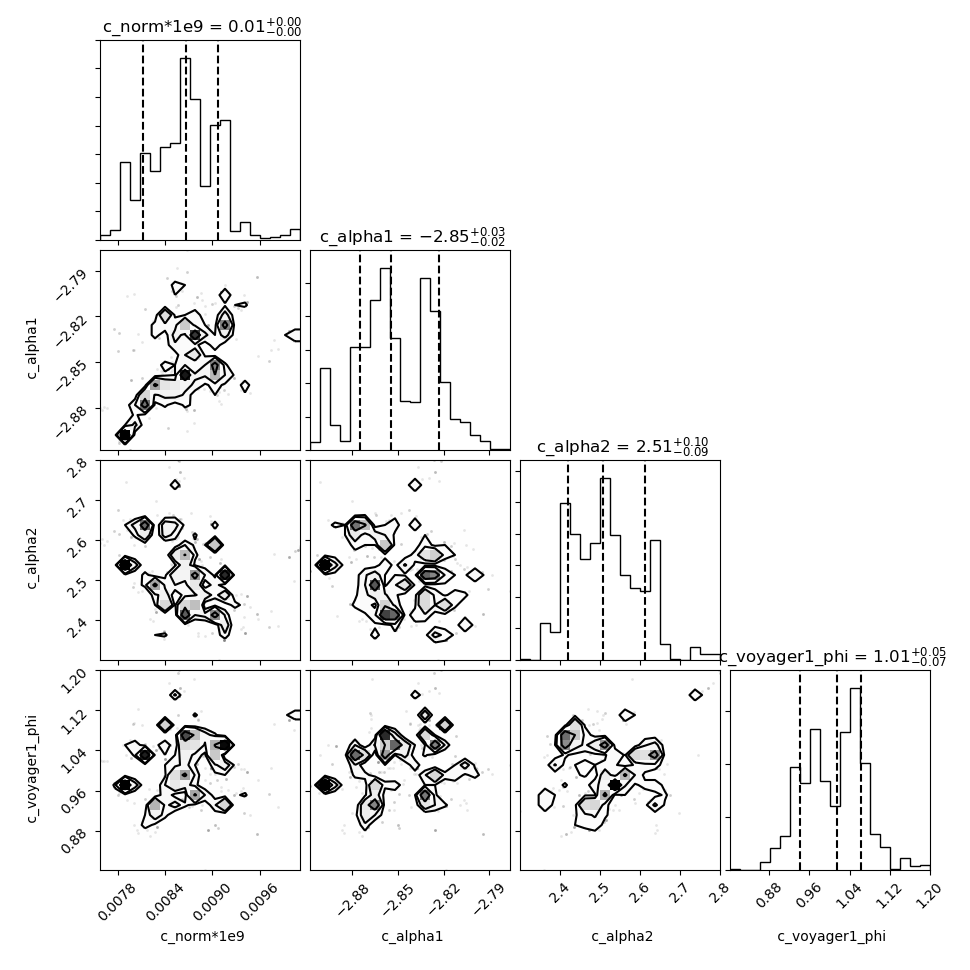 c_norm*1e9 = 0.01+0.00−0.00
c_alpha1 = −2.85+0.03−0.02
−2.79
−2.82
−2.85
−2.88
c_alpha1
c_alpha2 = 2.51+0.10−0.09
2.8
2.7
2.6
2.5
2.4
c_alpha2
c_voyager1_phi = 1.01+0.05−0.07
1.20
1.12
1.04
0.96
0.88
c_voyager1_phi
0.0078 0.0084 0.0090 0.0096
−2.88 −2.85 −2.82 −2.79
2.4 2.5 2.6 2.7 2.8
0.88 0.96 1.04 1.12 1.20
c_norm*1e9 c_alpha1 c_alpha2 c_voyager1_phi